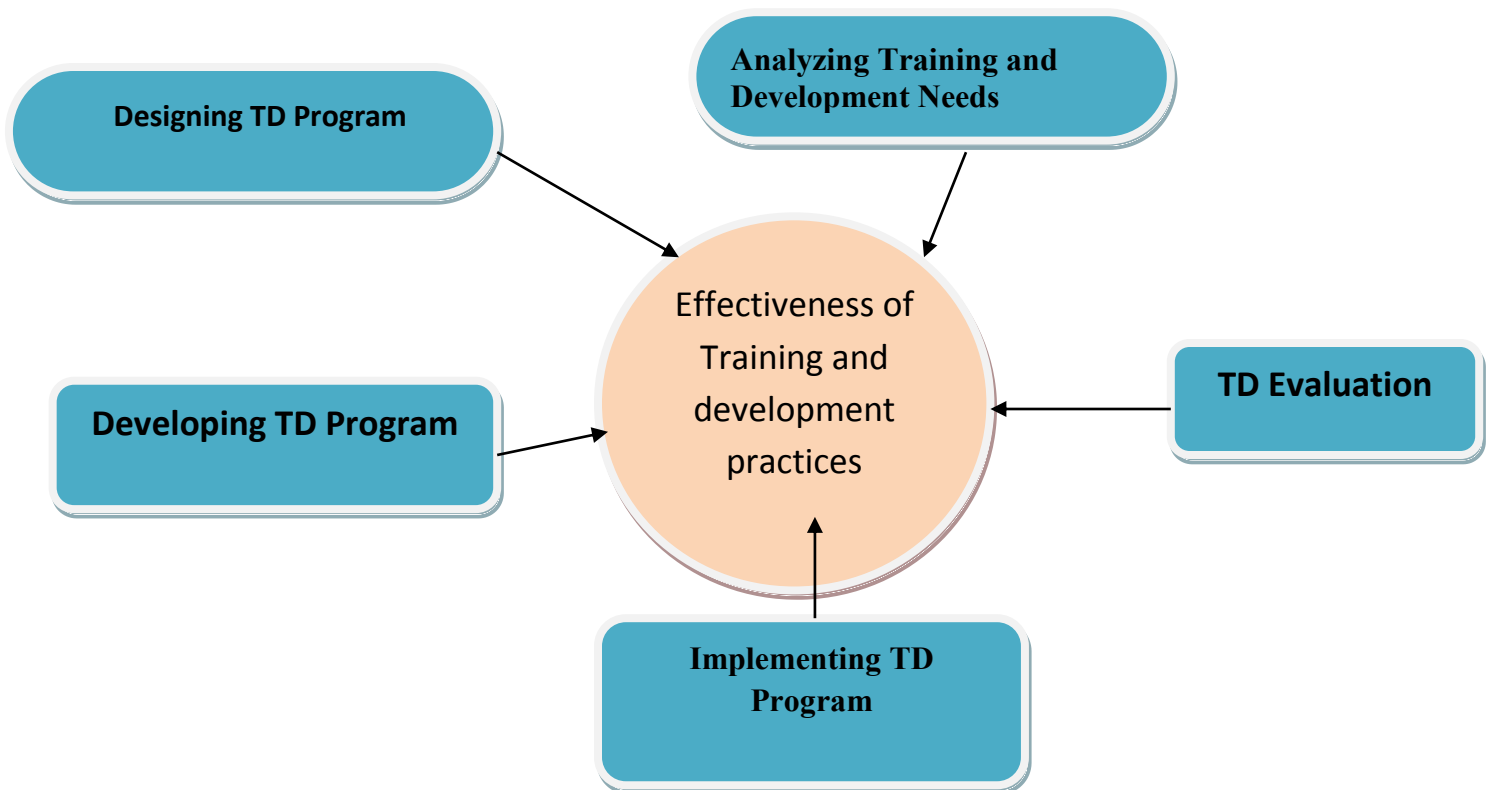 Analyzing Training and
Development Needs
Designing TD Program
Effectiveness of
Training and
development
practices
TD Evaluation
Developing TD Program
Implementing TD
Program